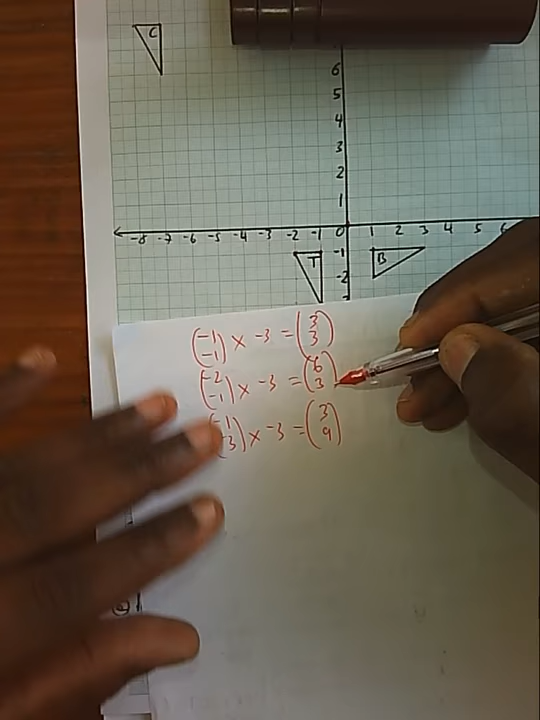 C
6
5
4
3
2
1
-8 -7 -6 -5 -4 -3 -2 -1 0 1 2 3 4 5 6
T B -1
-2
(-1 -1) × -3 = (3 3)
(-2 -1) × -3 = (6 3)
(-1 -3) × -3 = (3 9)